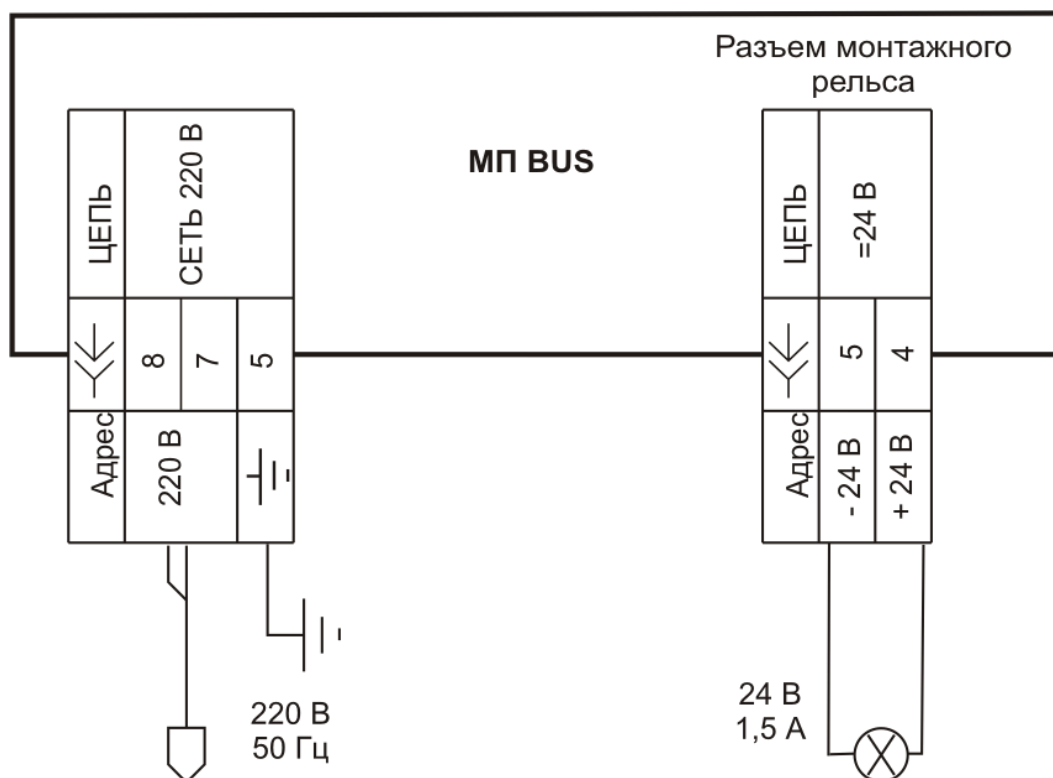 Разъем монтажного
рельса
МП BUS
ЦЕПЬ
СЕТЬ 220 В
8
7
5
Адрес
220 В
ЦЕПЬ
=24 В
5
4
Адрес
- 24 В
+ 24 В
220 В
50 Гц
24 В
1,5 А